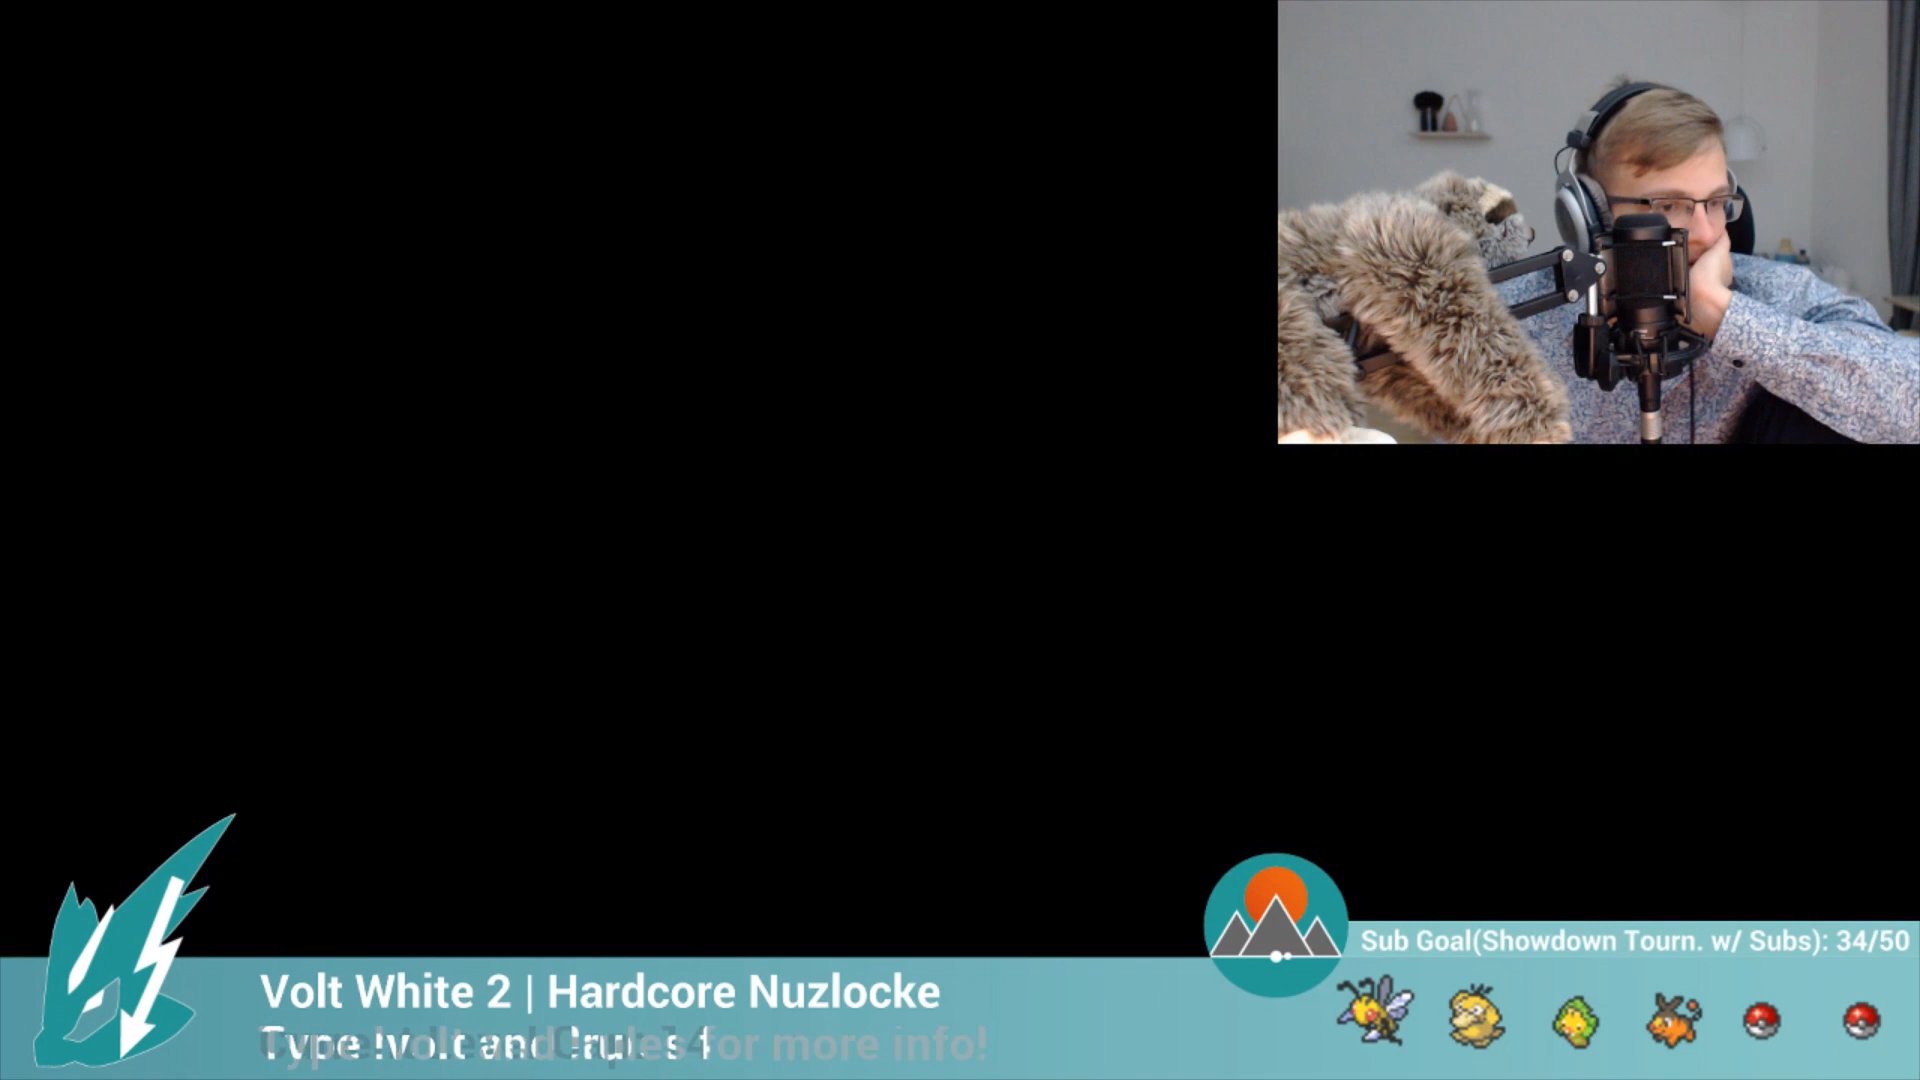 Sub Goal(Showdown Tourn. w/ Subs): 34/50
Volt White 2 | Hardcore Nuzlocke
for more info!